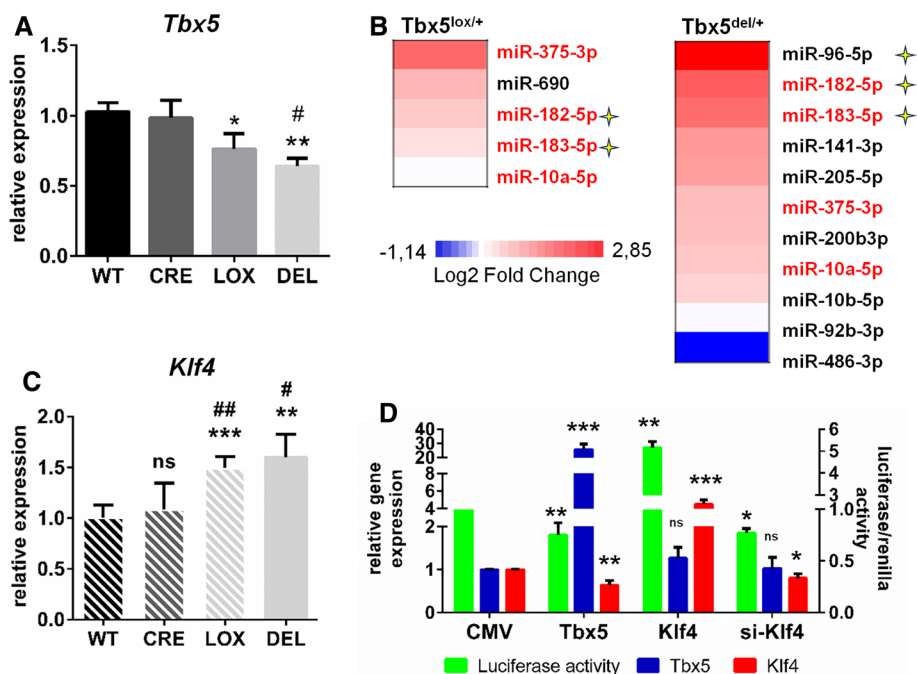 A
Tbx5
relative expression
1.5
1.0
0.5
0.0
*
#
**
WT CRE LOX DEL
B
Tbx5lox/+
miR-375-3p
miR-690
miR-182-5p
miR-183-5p
miR-10a-5p
-1,14 2,85
Log2 Fold Change
Tbx5del/+
miR-96-5p
miR-182-5p
miR-183-5p
miR-141-3p
miR-205-5p
miR-375-3p
miR-200b3p
miR-10a-5p
miR-10b-5p
miR-92b-3p
miR-486-3p
C
Klf4
relative expression
2.0
1.5
1.0
0.5
0.0
ns
##
***
#
**
WT CRE LOX DEL
D
relative gene
expression
40
30
20
10
8
6
4
2
1
0
**
***
**
**
ns
***
*
ns
*
6
5
4
3
1.0
0.5
0.0
luciferase/renilla
activity
CMV Tbx5 Klf4 si-Klf4
Luciferase activity Tbx5 Klf4